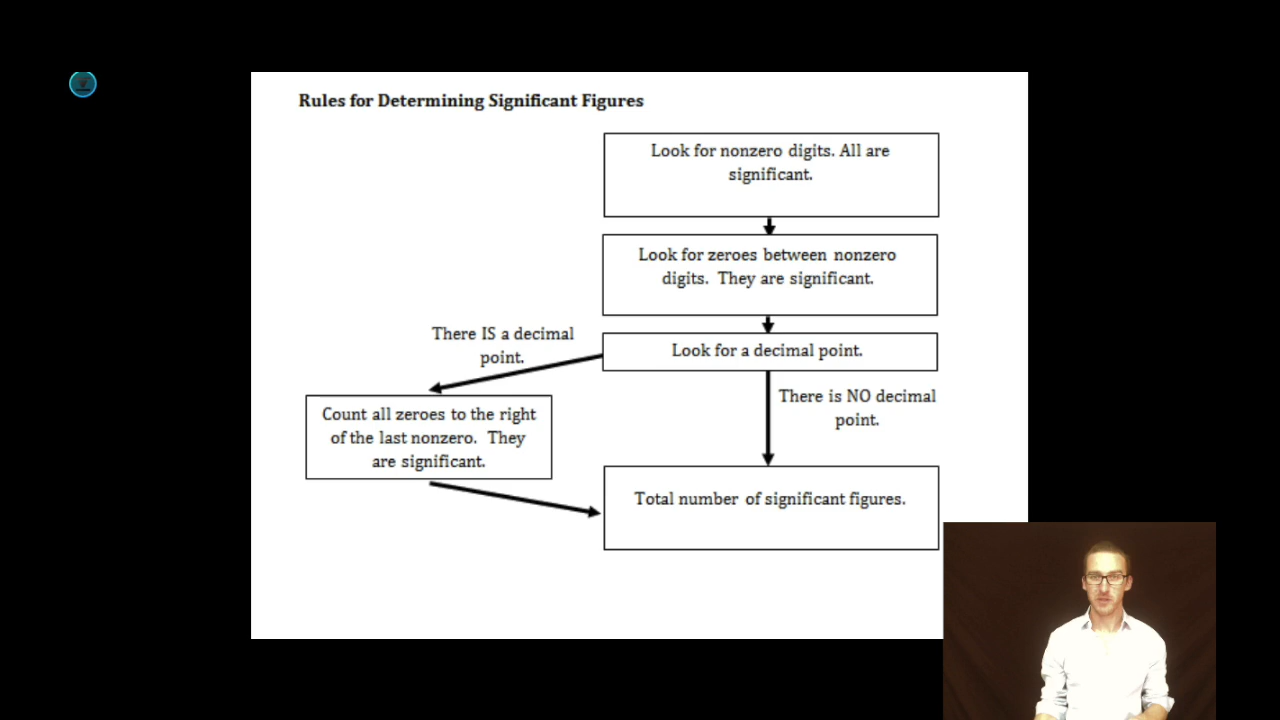 Rules for Determining Significant Figures
Look for nonzero digits. All are
significant.
Look for zeroes between nonzero
digits. They are significant.
There IS a decimal
point.
Look for a decimal point.
There is NO decimal
point.
Count all zeroes to the right
of the last nonzero. They
are significant.
Total number of significant figures.